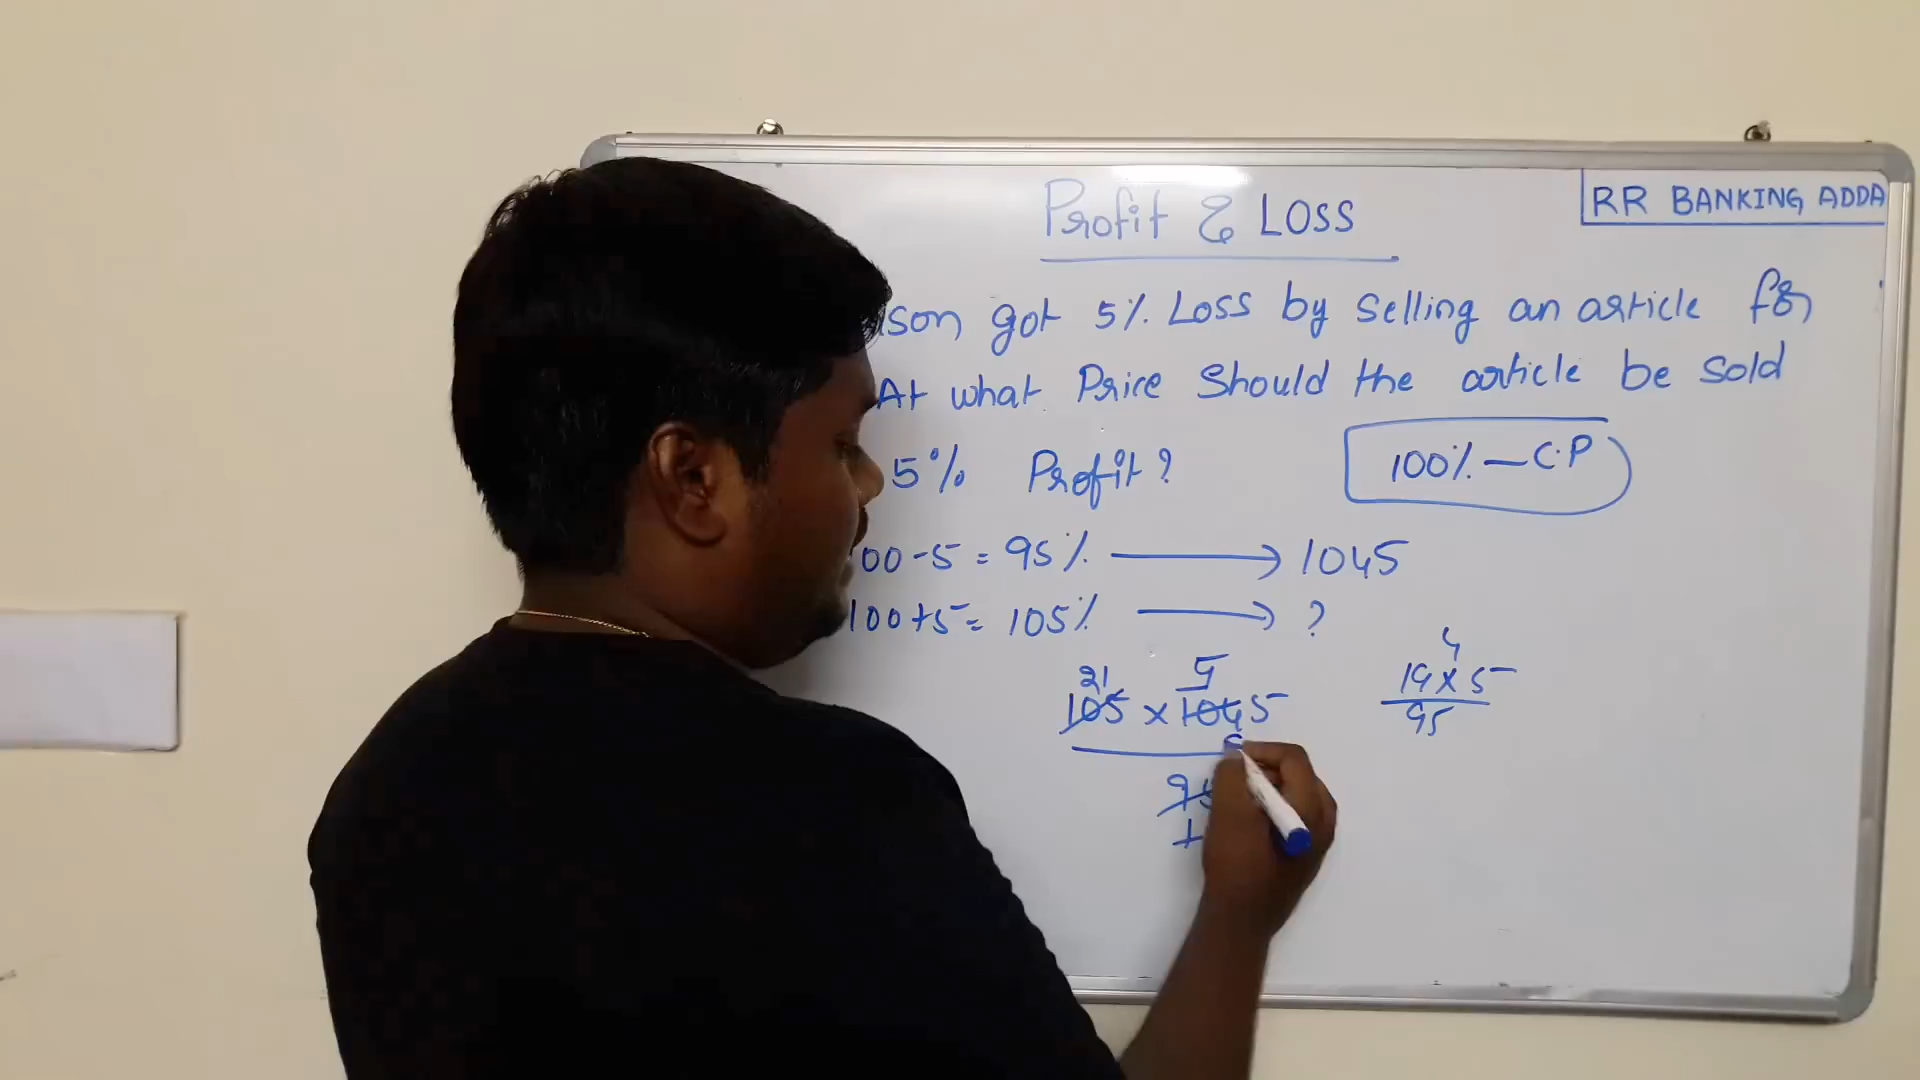 Profit & Loss
RR BANKING ADDA
son got 5% Loss by selling an article for
At what Price Should the article be sold
5% Profit?
100% — C.P
00-5 = 95% → 1045
100+5= 105% → ?
4
21 5
19x5
105 x 1045
95